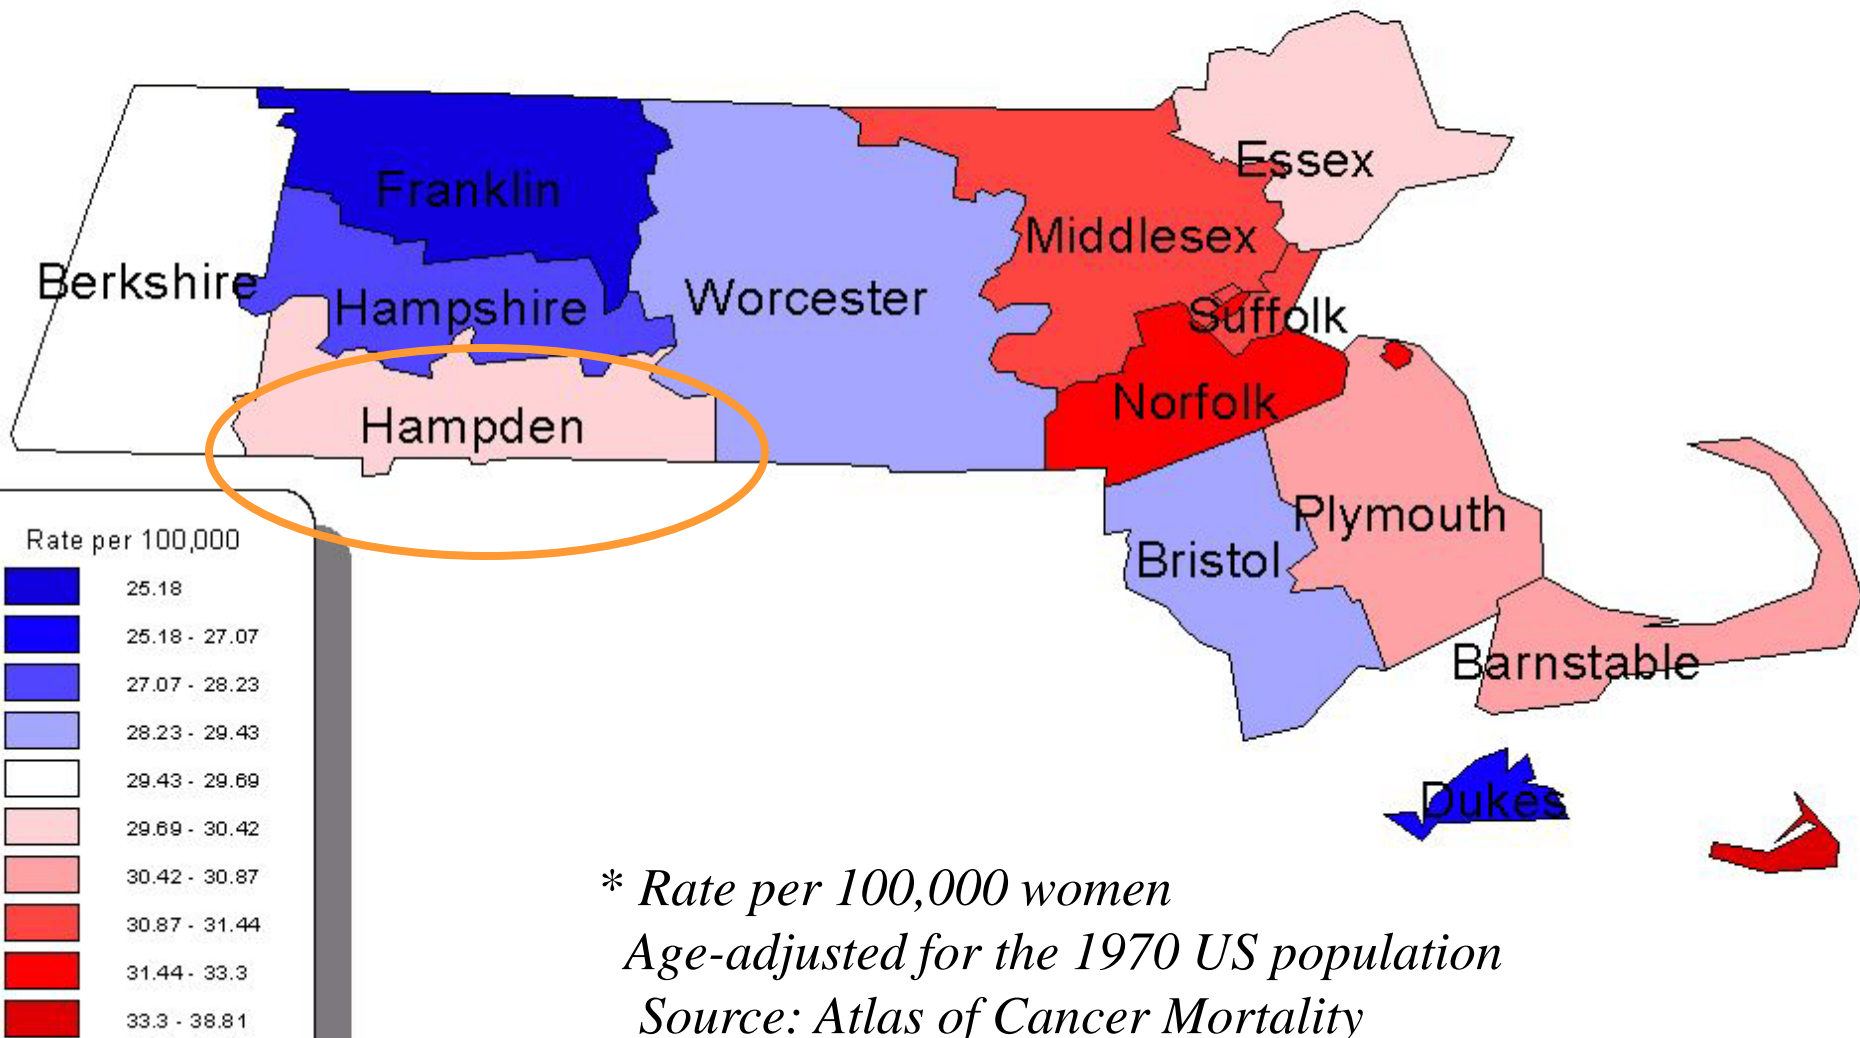 Essex
Franklin
Middlesex
Berkshire
Hampshire
Worcester
Suffolk
Norfolk
Hampden
Plymouth
Bristol
Barnstable
Dukes
Rate per 100,000
25.18
25.18 - 27.07
27.07 - 28.23
28.23 - 29.43
29.43 - 29.69
29.69 - 30.42
30.42 - 30.87
30.87 - 31.44
31.44 - 33.3
33.3 - 38.81
* Rate per 100,000 women
Age-adjusted for the 1970 US population
Source: Atlas of Cancer Mortality